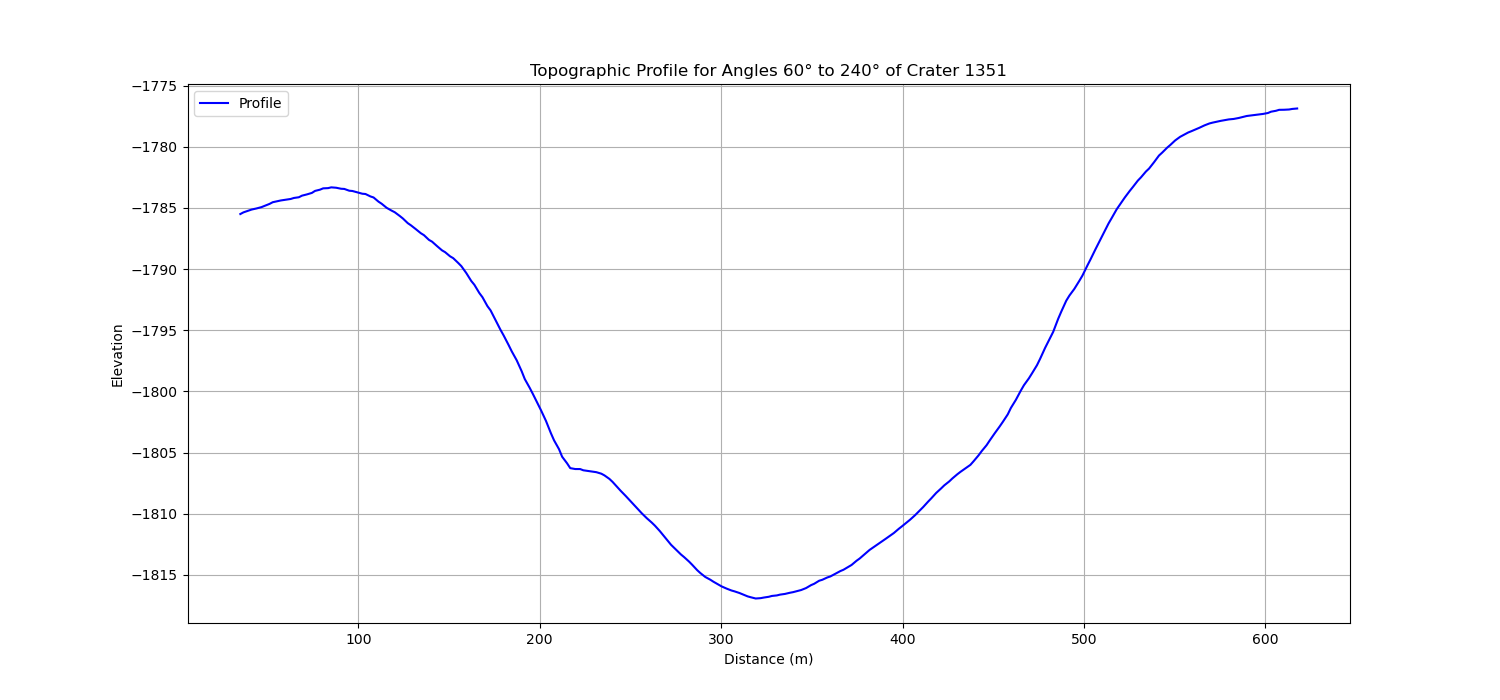 Topographic Profile for Angles 60° to 240° of Crater 1351
Profile
Elevation
−1775
−1780
−1785
−1790
−1795
−1800
−1805
−1810
−1815
100 200 300 400 500 600
Distance (m)